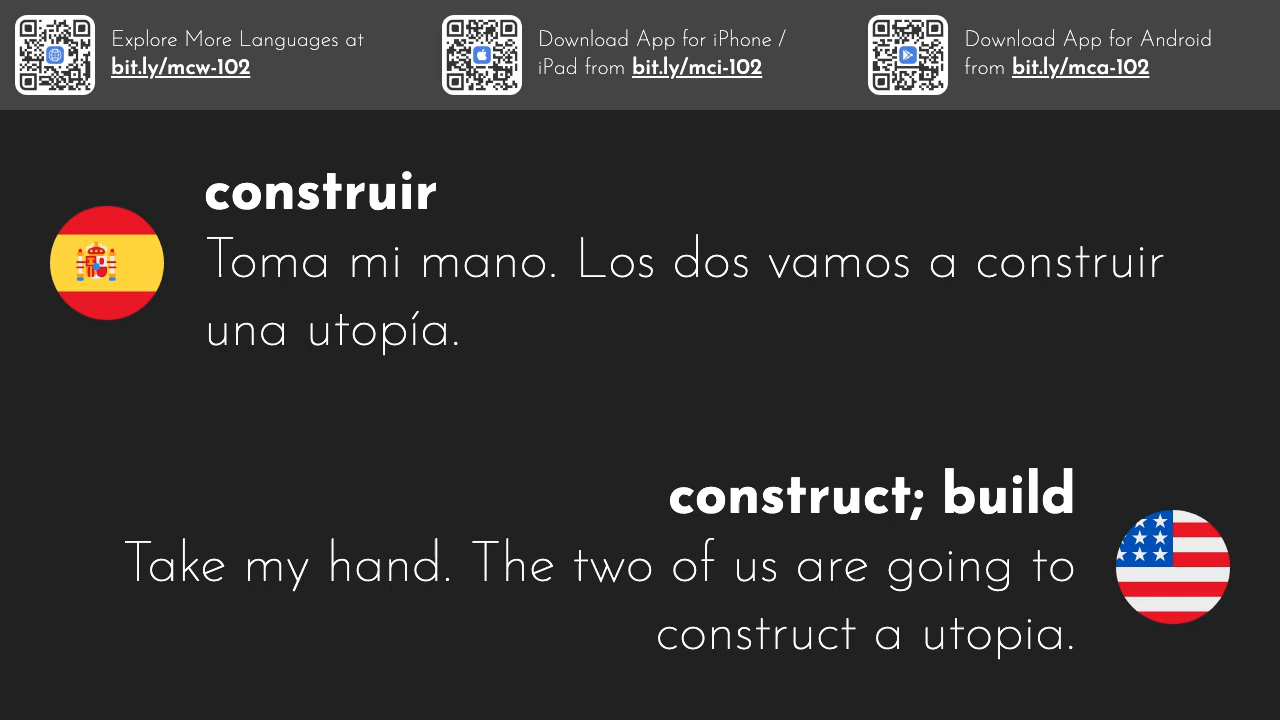 Explore More Languages at
bit.ly/mcw-102
Download App for iPhone /
iPad from bit.ly/mci-102
Download App for Android
from bit.ly/mca-102
construir
Toma mi mano. Los dos vamos a construir
una utopía.
construct; build
Take my hand. The two of us are going to
construct a utopia.